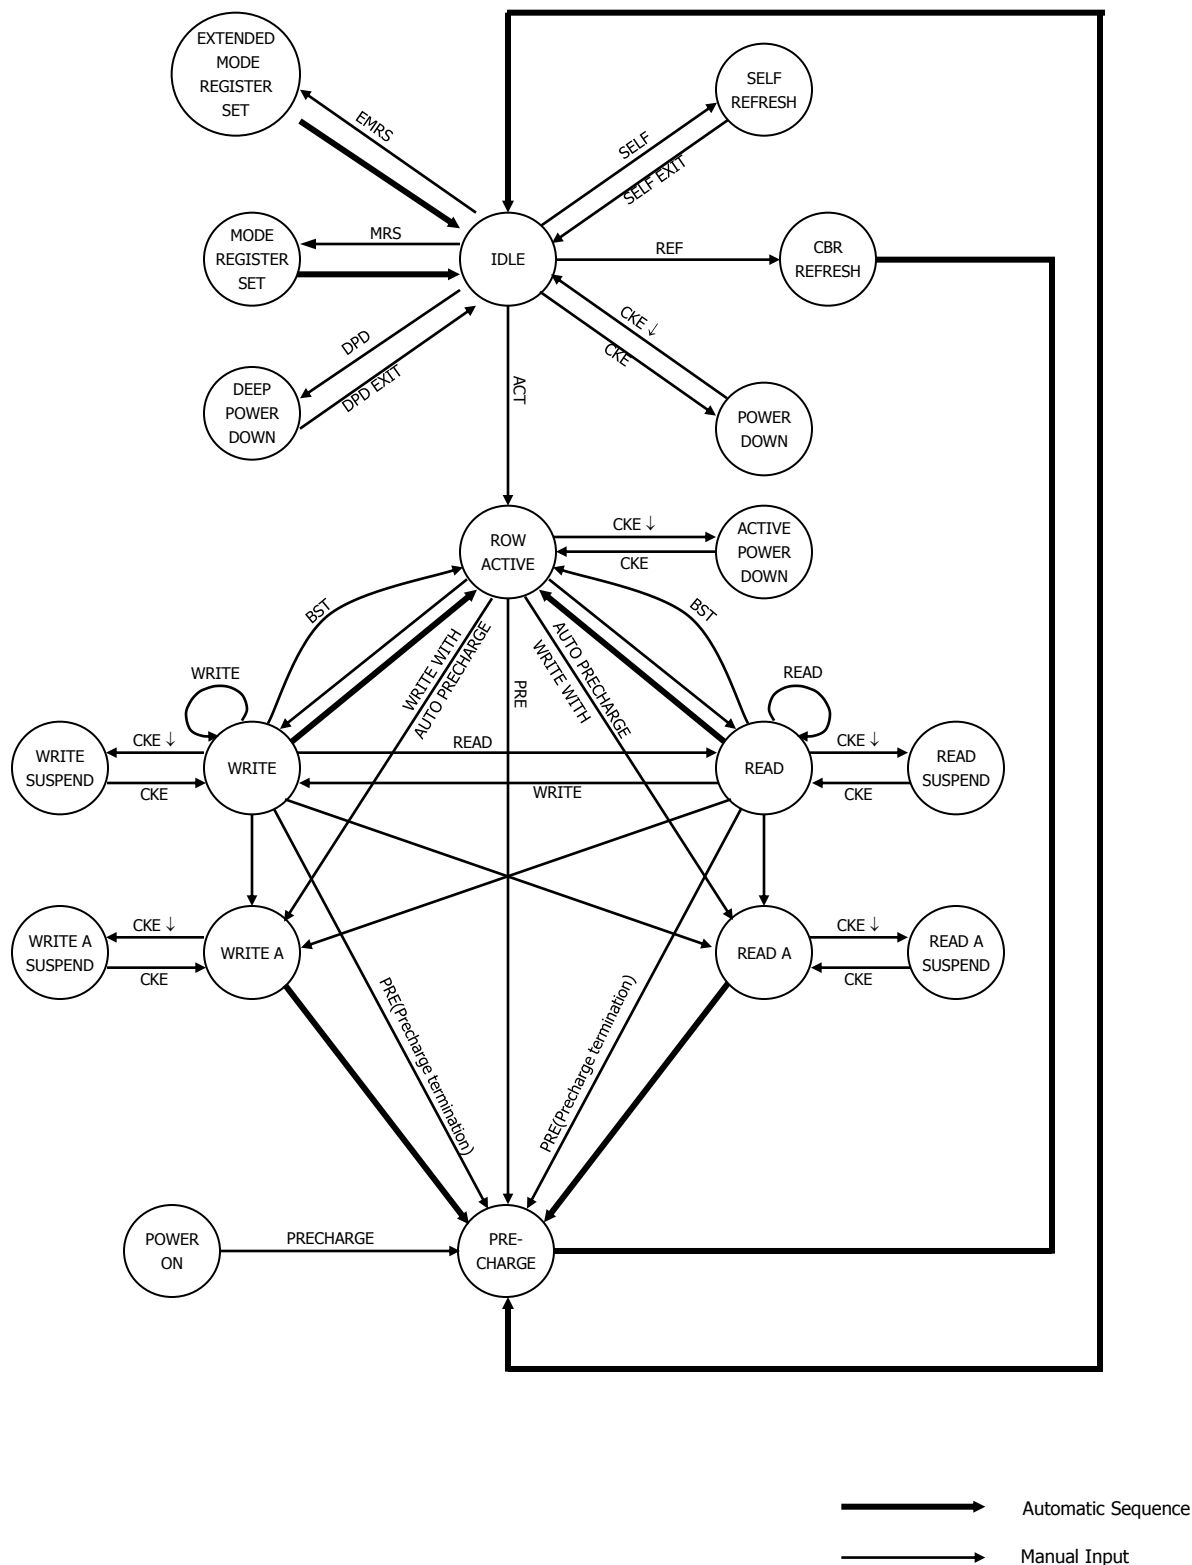 EXTENDED
MODE
REGISTER
SET
SELF
REFRESH
EMRS
SELF
SELF EXIT
MODE
REGISTER
SET
MRS
IDLE
REF
CBR
REFRESH
DPD
DPD EXIT
CKE ↓
CKE
DEEP
POWER
DOWN
ACT
POWER
DOWN
ROW
ACTIVE
CKE ↓
CKE
ACTIVE
POWER
DOWN
BST
BST
WRITE WITH
AUTO PRECHARGE
PRE
AUTO PRECHARGE
WRITE WITH
WRITE
READ
WRITE
SUSPEND
CKE ↓
CKE
WRITE
READ
WRITE
READ
CKE ↓
CKE
READ
SUSPEND
WRITE A
SUSPEND
CKE ↓
CKE
WRITE A
READ A
CKE ↓
CKE
READ A
SUSPEND
PRE(Precharge termination)
PRE(Precharge termination)
POWER
ON
PRECHARGE
PRE-
CHARGE
Automatic Sequence
Manual Input